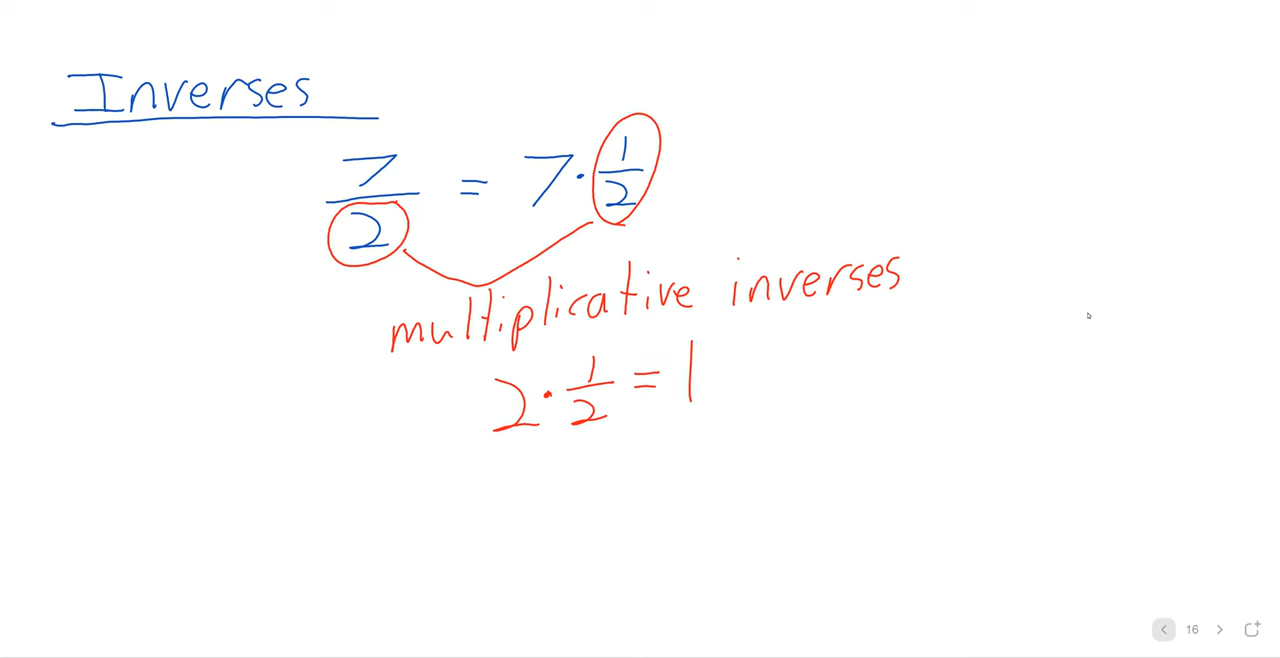 Inverses
7/2 = 7 · 1/2
multiplicative inverses
2 · 1/2 = 1
16